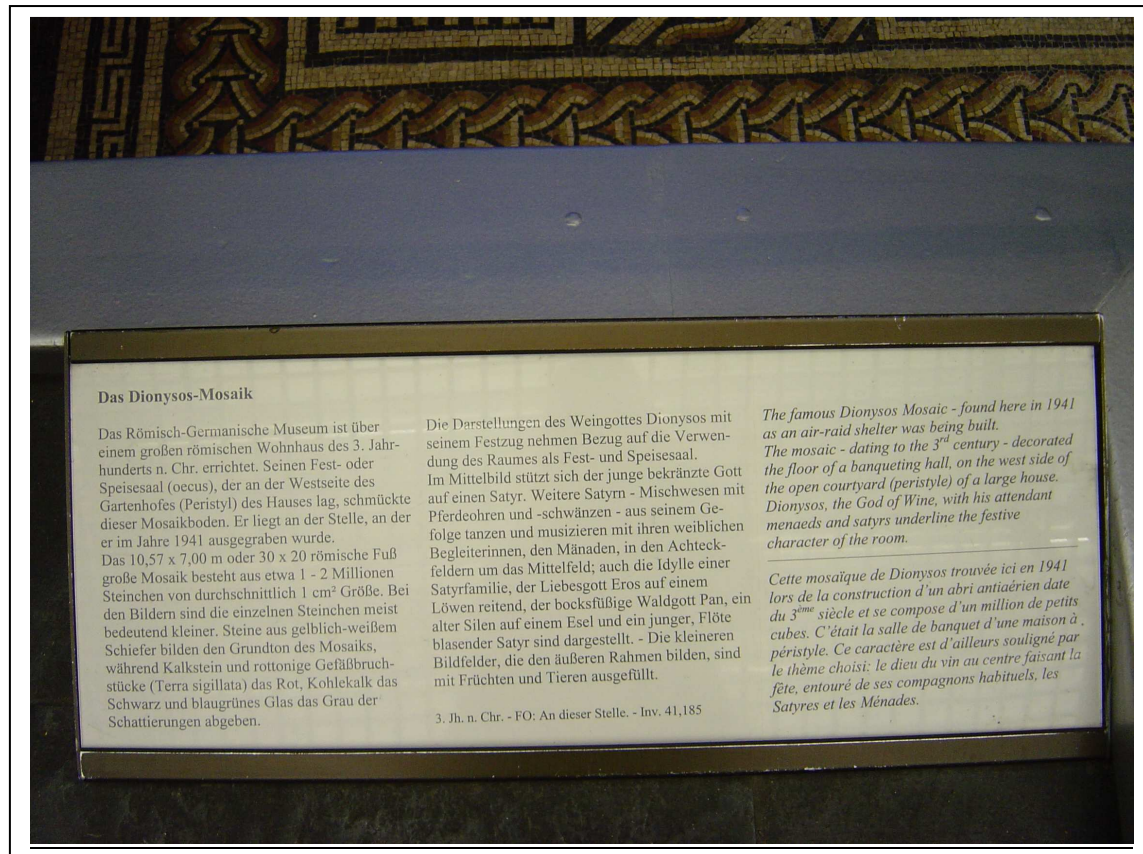 Das Dionysos-Mosaik
Das Römisch-Germanische Museum ist über
einem großen römischen Wohnhaus des 3. Jahr-
hunderts n. Chr. errichtet. Seinen Fest- oder
Speisesaal (oecus), der an der Westseite des
Gartenhofes (Peristyl) des Hauses lag, schmückte
dieser Mosaikboden. Er liegt an der Stelle, an der
er im Jahre 1941 ausgegraben wurde.
Das 10,57 x 7,00 m oder 30 x 20 römische Fuß
große Mosaik besteht aus etwa 1 - 2 Millionen
Steinchen von durchschnittlich 1 cm² Größe. Bei
den Bildern sind die einzelnen Steinchen meist
bedeutend kleiner. Steine aus gelblich-weißem
Schiefer bilden den Grundton des Mosaiks,
während Kalkstein und rottonige Gefäßbruch-
stücke (Terra sigillata) das Rot, Kohlekalk das
Schwarz und blaugrünes Glas das Grau der
Schattierungen abgeben.
Die Darstellungen des Weingottes Dionysos mit
seinem Festzug nehmen Bezug auf die Verwen-
dung des Raumes als Fest- und Speisesaal.
Im Mittelbild stützt sich der junge bekränzte Gott
auf einen Satyr. Weitere Satyrn - Mischwesen mit
Pferdeohren und -schwänzen - aus seinem Ge-
folge tanzen und musizieren mit ihren weiblichen
Begleiterinnen, den Mänaden, in den Achteck-
feldern um das Mittelfeld; auch die Idylle einer
Satyrfamilie, der Liebesgott Eros auf einem
Löwen reitend, der bocksfüßige Waldgott Pan, ein
alter Silen auf einem Esel und ein junger, Flöte
blasender Satyr sind dargestellt. - Die kleineren
Bildfelder, die den äußeren Rahmen bilden, sind
mit Früchten und Tieren ausgefüllt.
3. Jh. n. Chr. - FO: An dieser Stelle. - Inv. 41,185
The famous Dionysos Mosaic - found here in 1941
as an air-raid shelter was being built.
The mosaic - dating to the 3rd century - decorated
the floor of a banqueting hall, on the west side of
the open courtyard (peristyle) of a large house.
Dionysos, the God of Wine, with his attendant
menaeds and satyrs underline the festive
character of the room.
Cette mosaïque de Dionysos trouvée ici en 1941
lors de la construction d'un abri antiaérien date
du 3ème siècle et se compose d'un million de petits
cubes. C'était la salle de banquet d'une maison à
péristyle. Ce caractère est d'ailleurs souligné par
le thème choisi: le dieu du vin au centre faisant la
fête, entouré de ses compagnons habituels, les
Satyres et les Ménades.